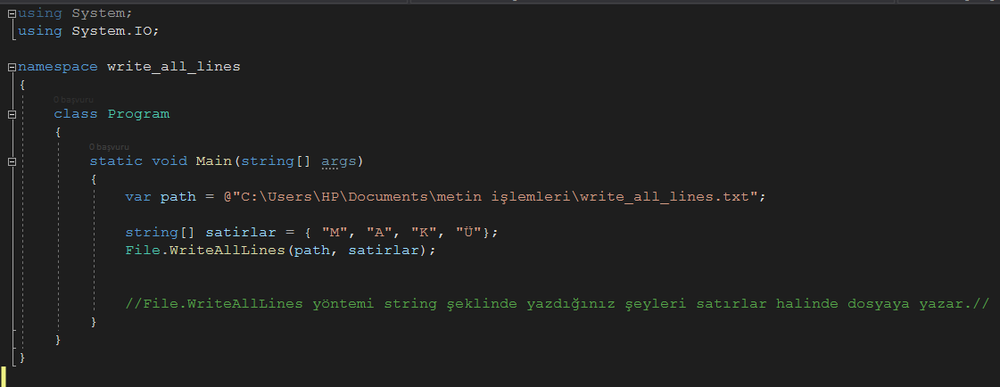 using System;
using System.IO;
namespace write_all_lines
{
0 başvuru
class Program
{
0 başvuru
static void Main(string[] args)
{
var path = @"C:\Users\HP\Documents\metin işlemleri\write_all_lines.txt";
string[] satirlar = { "M", "A", "K", "Ü"};
File.WriteAllLines(path, satirlar);
//File.WriteAllLines yöntemi string şeklinde yazdığınız şeyleri satırlar halinde dosyaya yazar.//
}
}
}